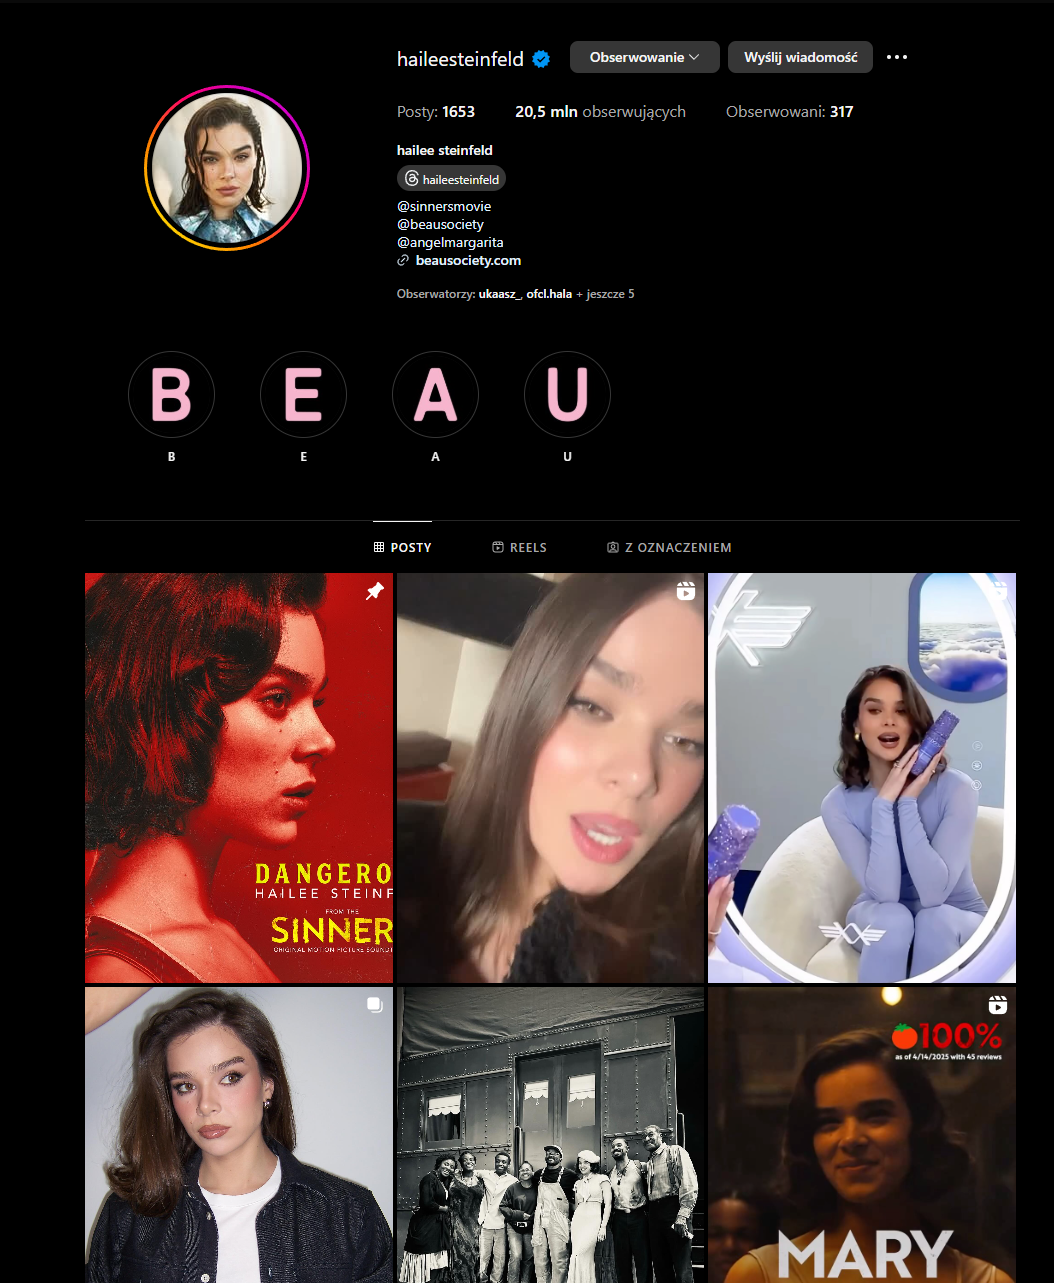 haileesteinfeld
Obserwowanie
Wyślij wiadomość
Posty: 1653
20,5 mln obserwujących
Obserwowani: 317
hailee steinfeld
haileesteinfeld
@sinnersmovie
@beausociety
@angelmargarita
beausociety.com
Obserwatorzy: ukaasz_, ofcl.hala + jeszcze 5
B
E
A
U
B
E
A
U
POSTY
REELS
Z OZNACZENIEM
DANGERO
HAILEE STEINF
FROM THE
SINNER
ORIGINAL MOTION PICTURE SOUNDT
100%
as of 4/14/2025 with 45 reviews
MARY